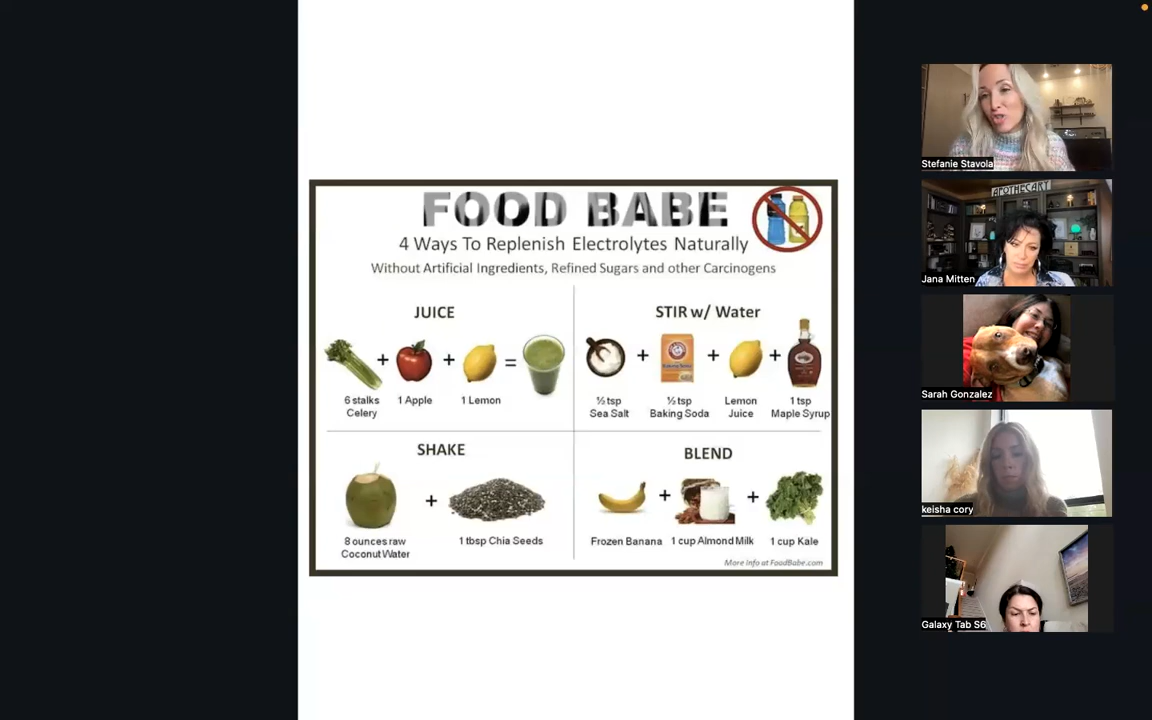 FOOD BABE
4 Ways To Replenish Electrolytes Naturally
Without Artificial Ingredients, Refined Sugars and other Carcinogens
JUICE
6 stalks
Celery
1 Apple
1 Lemon
+
+
=
STIR w/ Water
½ tsp
Sea Salt
½ tsp
Baking Soda
Lemon
Juice
1 tsp
Maple Syrup
+
+
+
SHAKE
8 ounces raw
Coconut Water
+
1 tbsp Chia Seeds
BLEND
Frozen Banana
+
1 cup Almond Milk
+
1 cup Kale
More info at FoodBabe.com
Stefanie Stavola
APOTHECARY
Jana Mitten
Sarah Gonzalez
keisha cory
Galaxy Tab S6